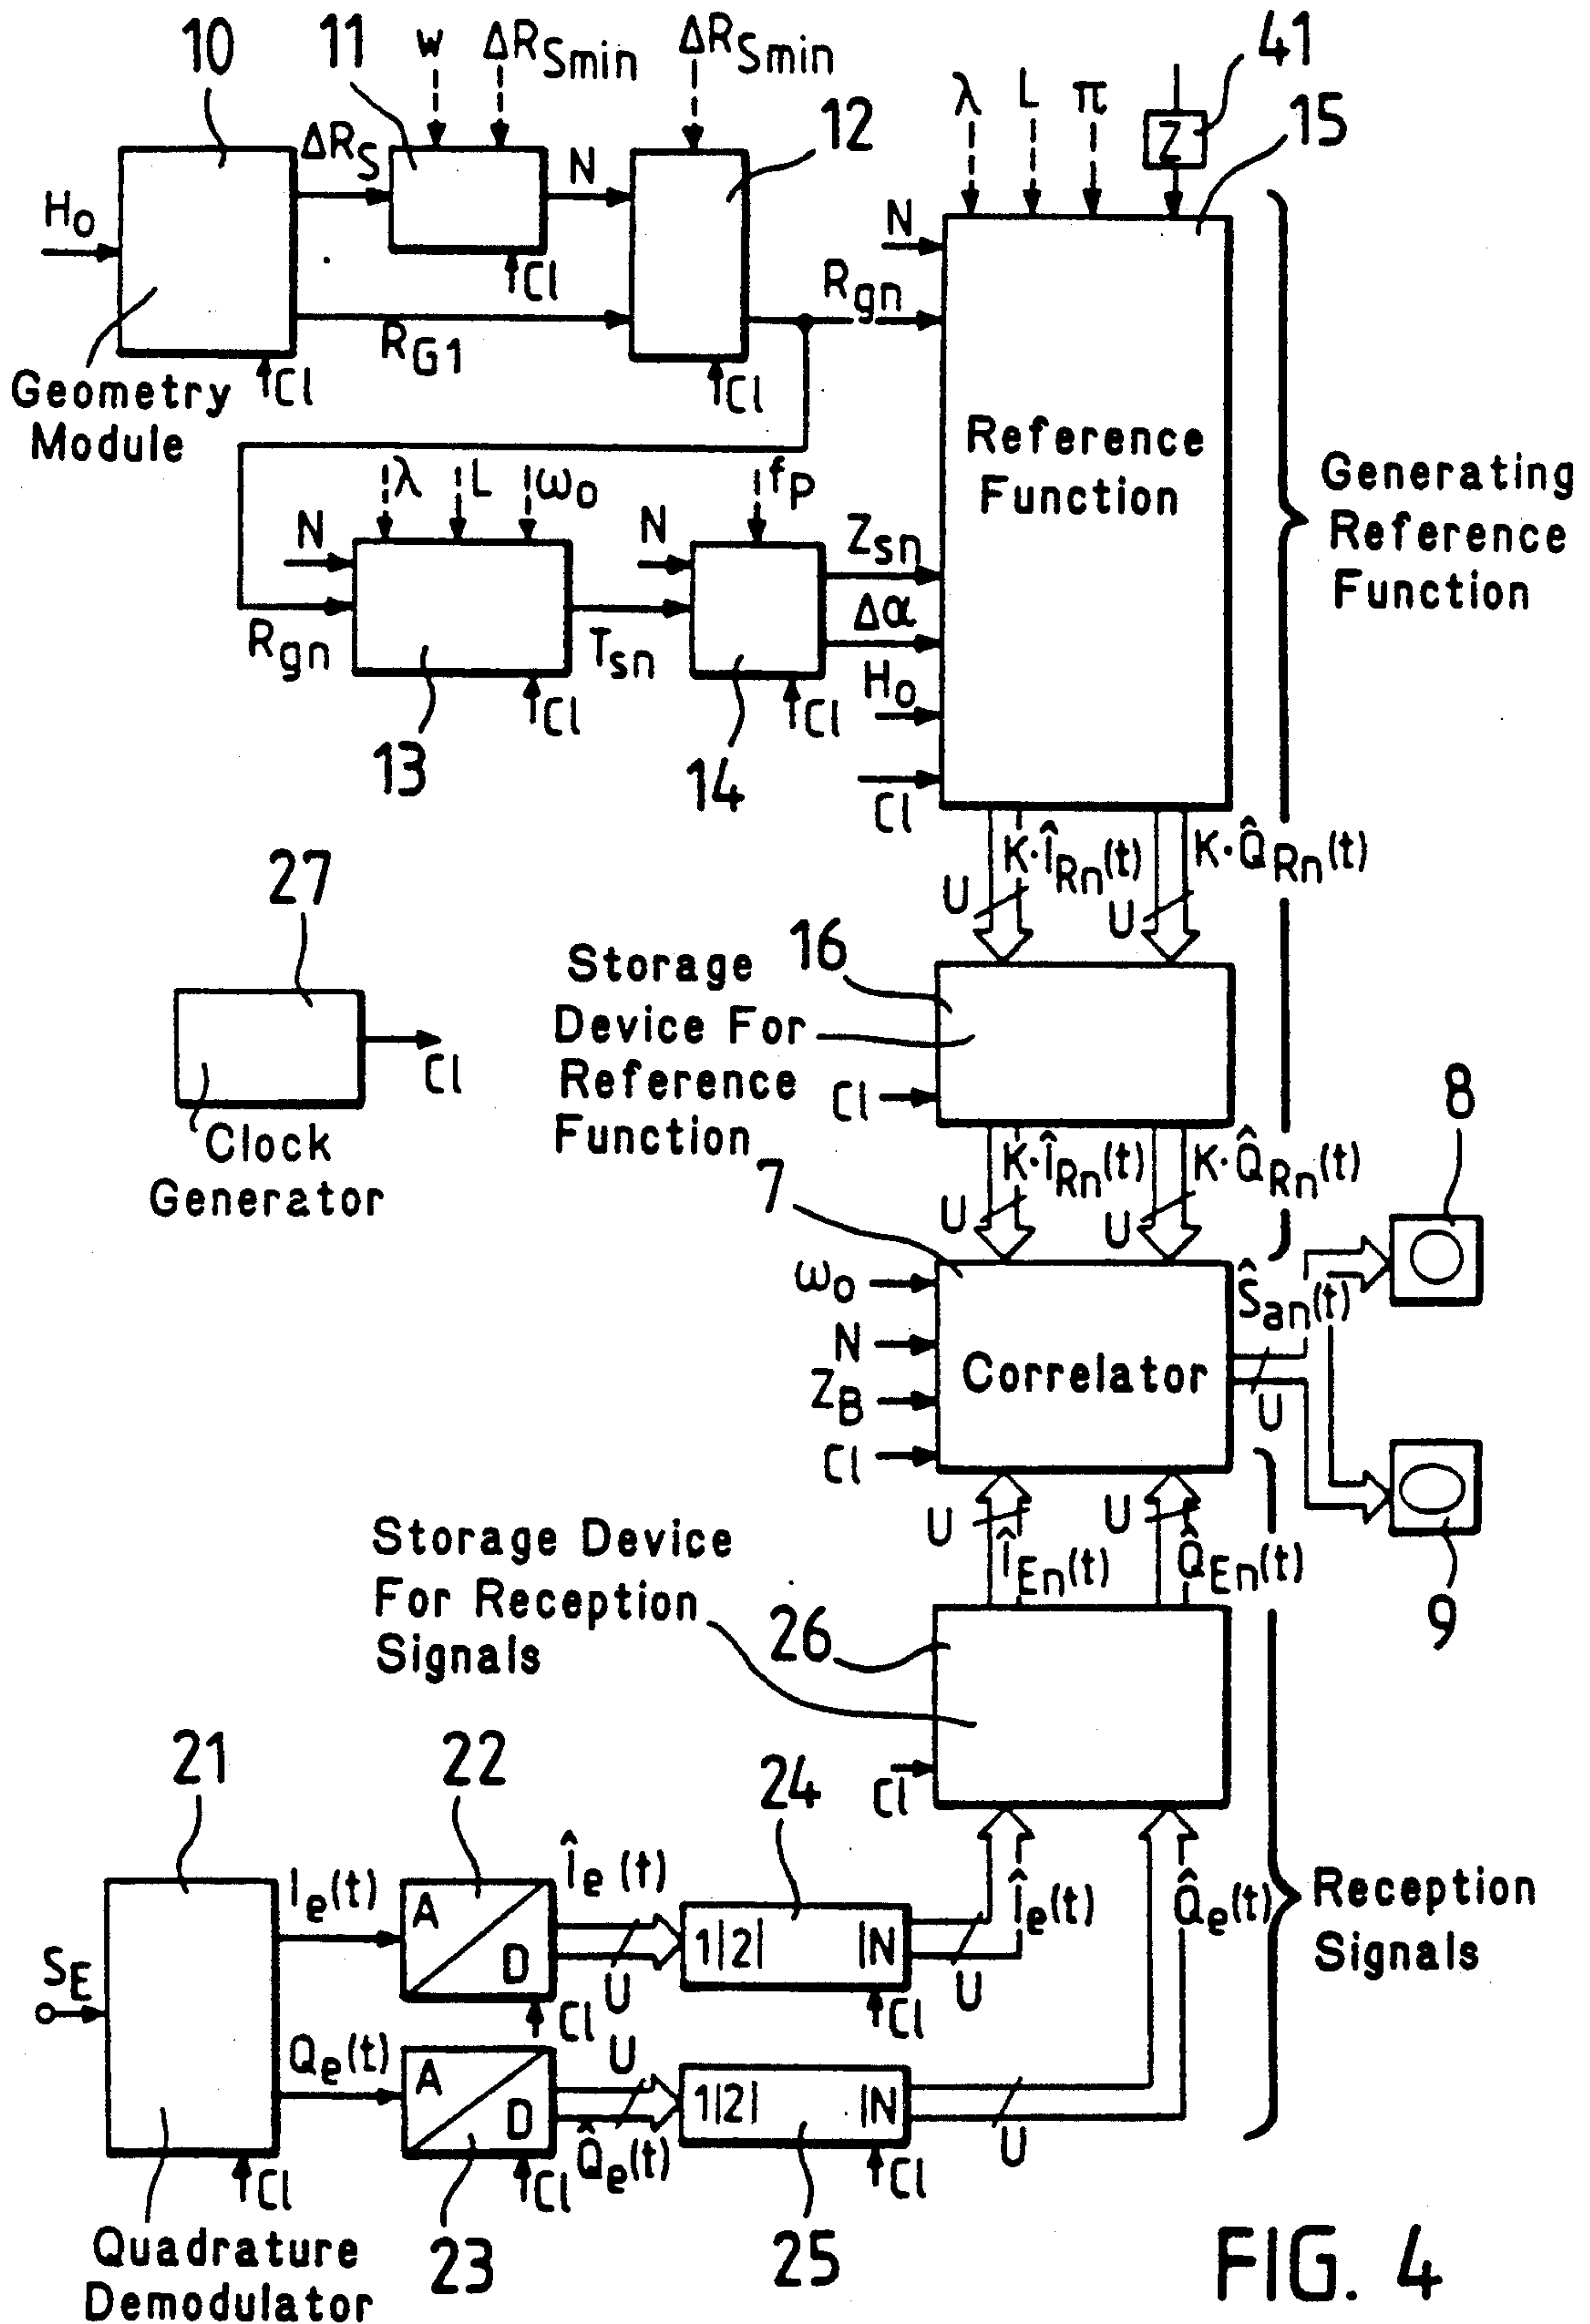 10
11
w
ΔRSmin
ΔRSmin
12
41
λ
L
π
Z
15
Ho
ΔRS
N
N
Cl
Rgn
RG1
Cl
Cl
Geometry
Module
Reference
Function
Generating
Reference
Function
λ
L
ωo
fp
N
N
Zsn
Δα
Rgn
Tsn
Ho
Cl
Cl
13
14
Cl
K·ÎRn(t)
K·Q̂Rn(t)
U
U
27
16
Storage
Device For
Reference
Function
Cl
Cl
Clock
Generator
K·ÎRn(t)
K·Q̂Rn(t)
U
U
7
8
ωo
N
ZB
Cl
Correlator
Ŝan(t)
U
9
U
U
ÎEn(t)
Q̂En(t)
Storage Device
For Reception
Signals
26
Cl
21
22
24
Ie(t)
A
D
Îe(t)
U
1|2|
|N
U
Îe(t)
Q̂e(t)
Reception
Signals
SE
Cl
Cl
Qe(t)
A
D
U
Q̂e(t)
1|2|
|N
U
Cl
Cl
Cl
Quadrature
Demodulator
23
25
FIG. 4